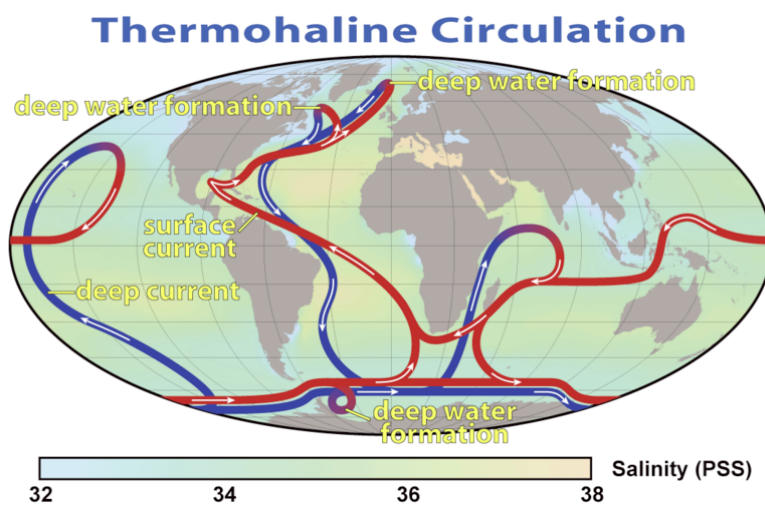 Thermohaline Circulation
deep water formation
deep water formation
surface
current
deep current
deep water
formation
Salinity (PSS)
32 34 36 38